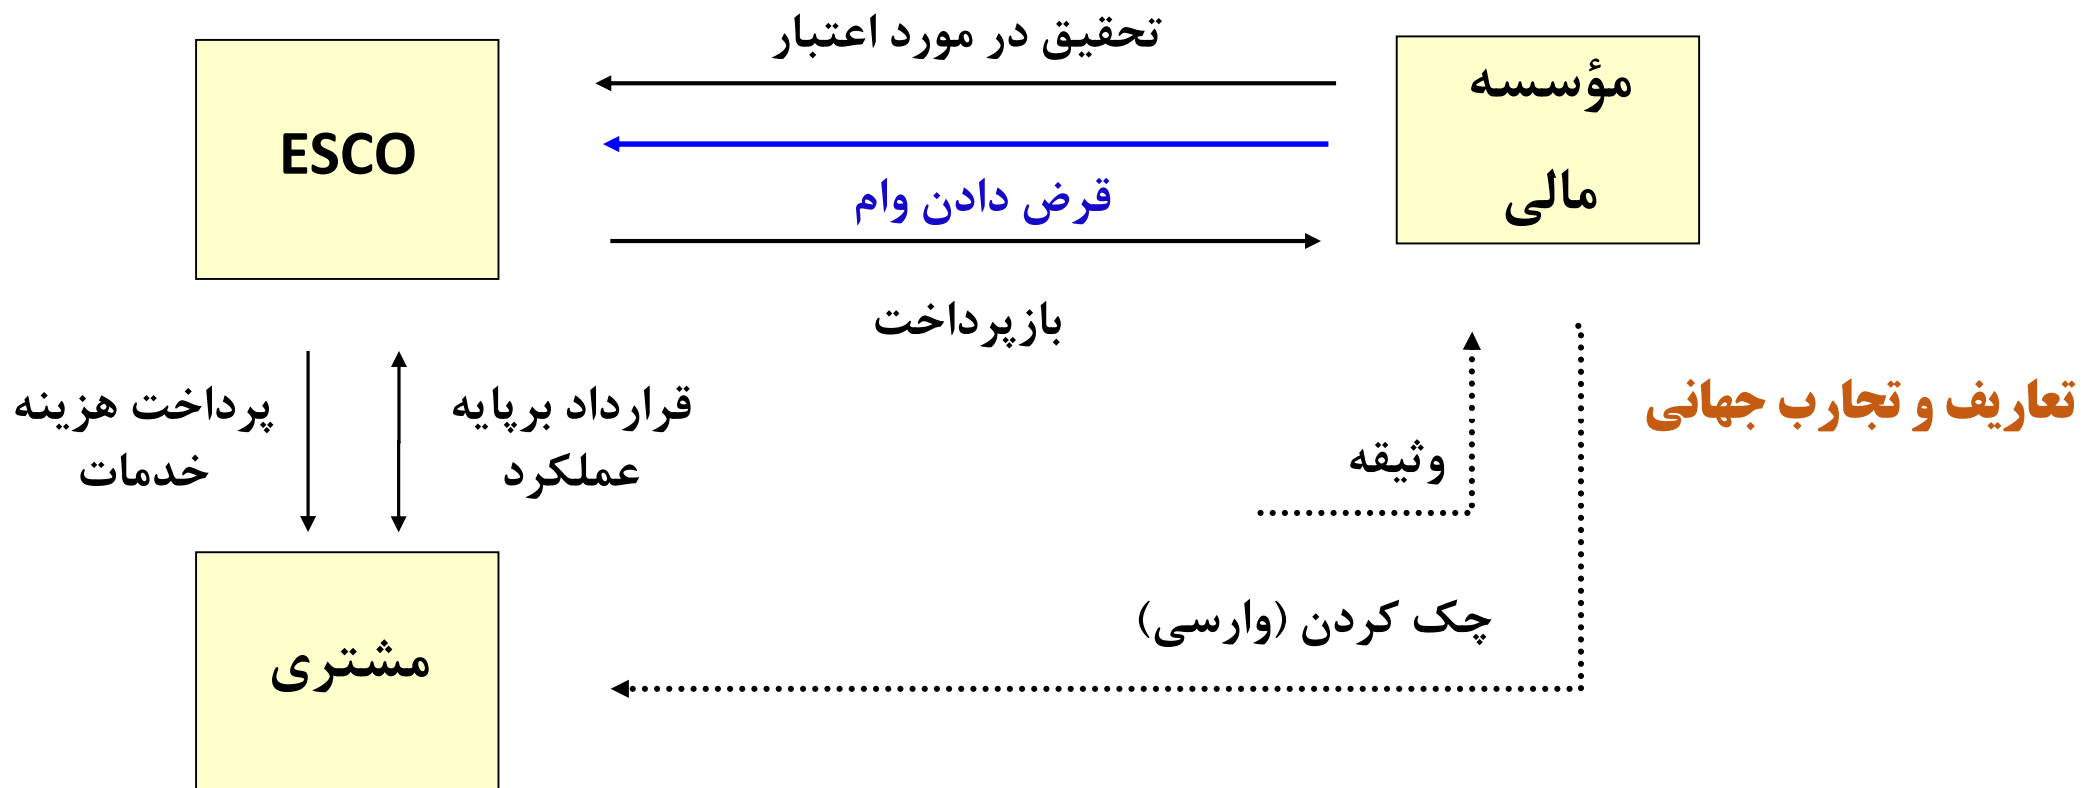 تحقیق در مورد اعتبار
مؤسسه
مالی
ESCO
قرض دادن وام
بازپرداخت
تعاریف و تجارب جهانی
قرارداد برپایه
عملکرد
پرداخت هزینه
خدمات
وثیقه
چک کردن (وارسی)
مشتری